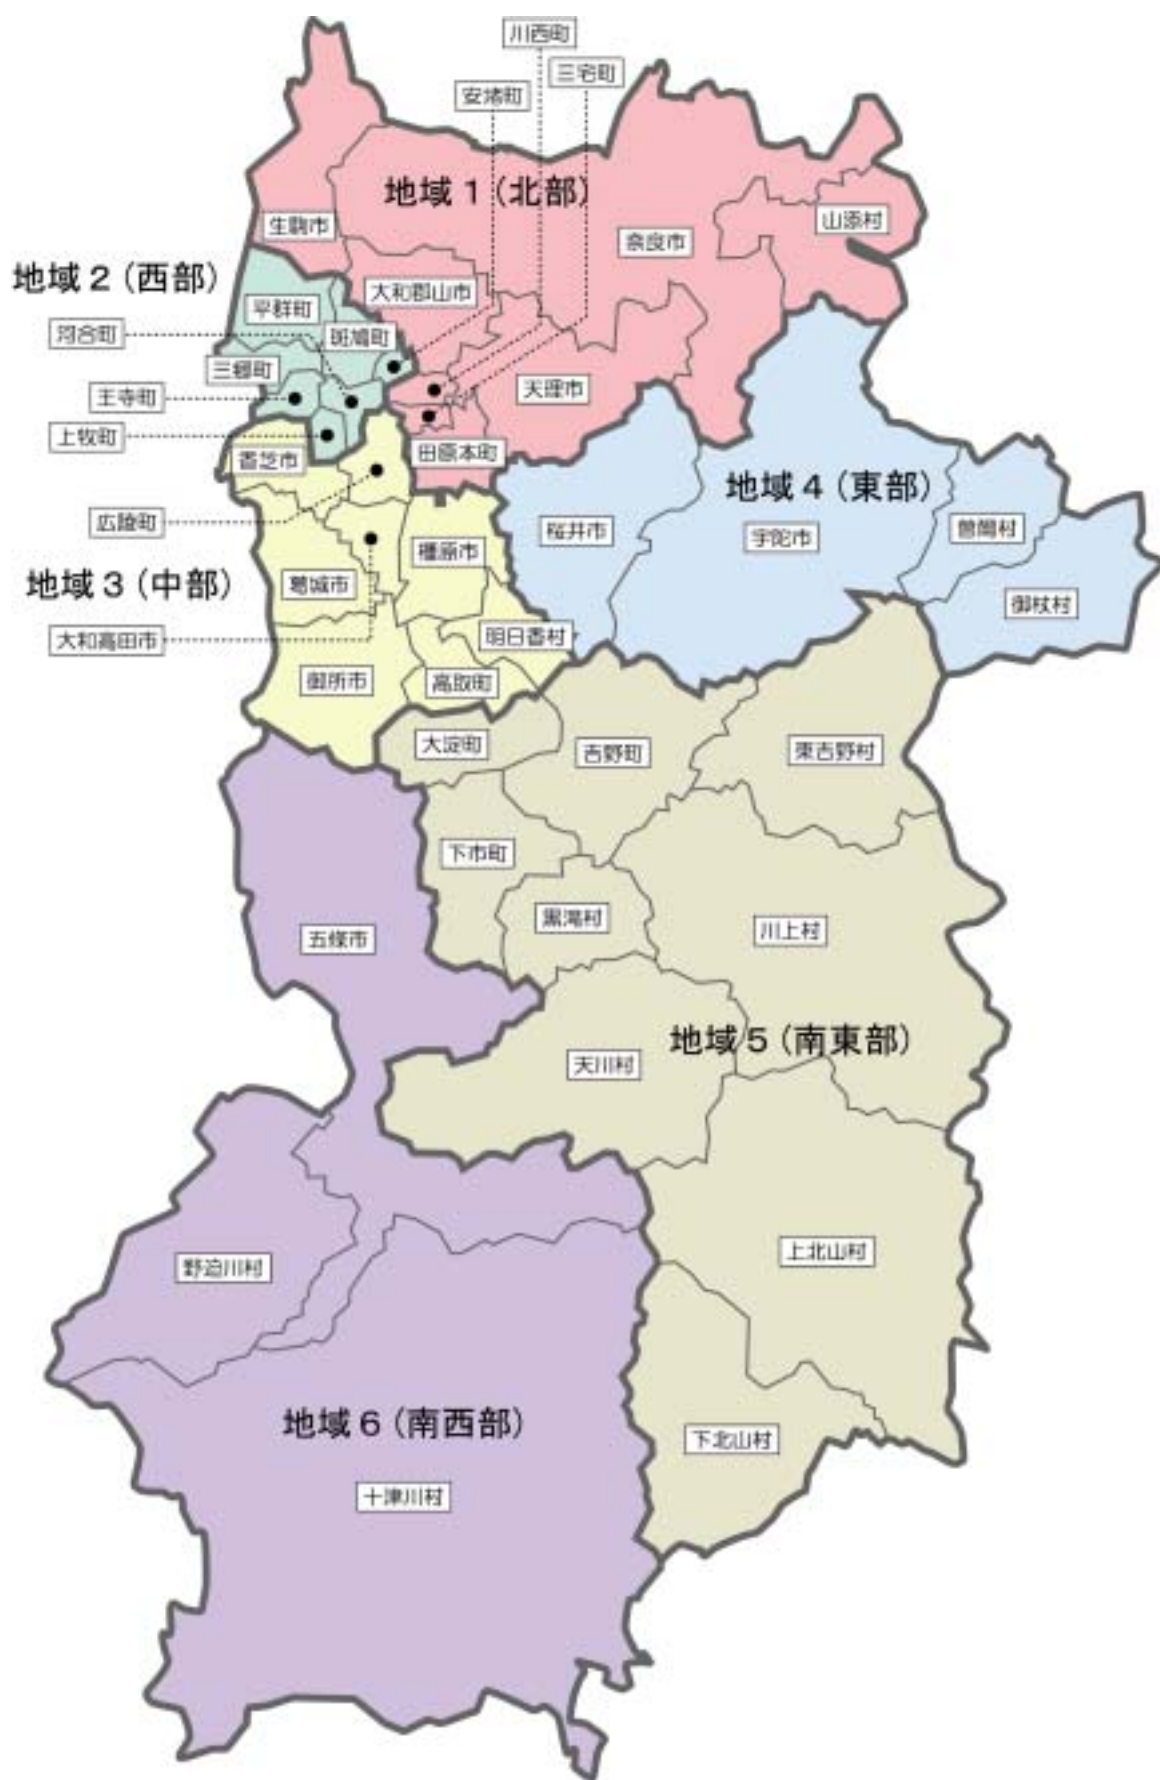 川西町
三宅町
安堵町
地域1(北部)
生駒市
奈良市
山添村
地域2(西部)
平群町
大和郡山市
河合町
斑鳩町
三郷町
天理市
王寺町
上牧町
香芝市
田原本町
地域4(東部)
広陵町
橿原市
桜井市
宇陀市
曽爾村
地域3(中部)
葛城市
御杖村
大和高田市
明日香村
御所市
高取町
大淀町
吉野町
東吉野村
下市町
五條市
黒滝村
川上村
地域5(南東部)
天川村
野迫川村
上北山村
地域6(南西部)
下北山村
十津川村